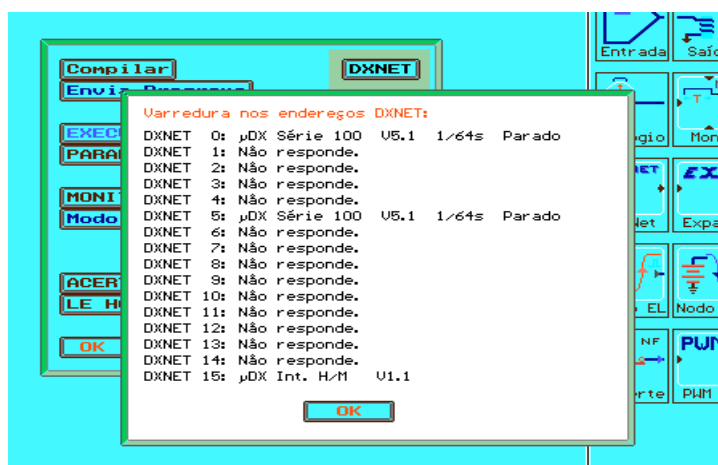 Entrada
Compilar
DXNET
Varredura nos endereços DXNET:
DXNET 0: µDX Série 100 V5.1 1/64s Parado
DXNET 1: Não responde.
DXNET 2: Não responde.
DXNET 3: Não responde.
DXNET 4: Não responde.
DXNET 5: µDX Série 100 V5.1 1/64s Parado
DXNET 6: Não responde.
DXNET 7: Não responde.
DXNET 8: Não responde.
DXNET 9: Não responde.
DXNET 10: Não responde.
DXNET 11: Não responde.
DXNET 12: Não responde.
DXNET 13: Não responde.
DXNET 14: Não responde.
DXNET 15: µDX Int. H/M V1.1
OK
Modo
LE
OK
EL
Nodo
NF
PWM
PWM